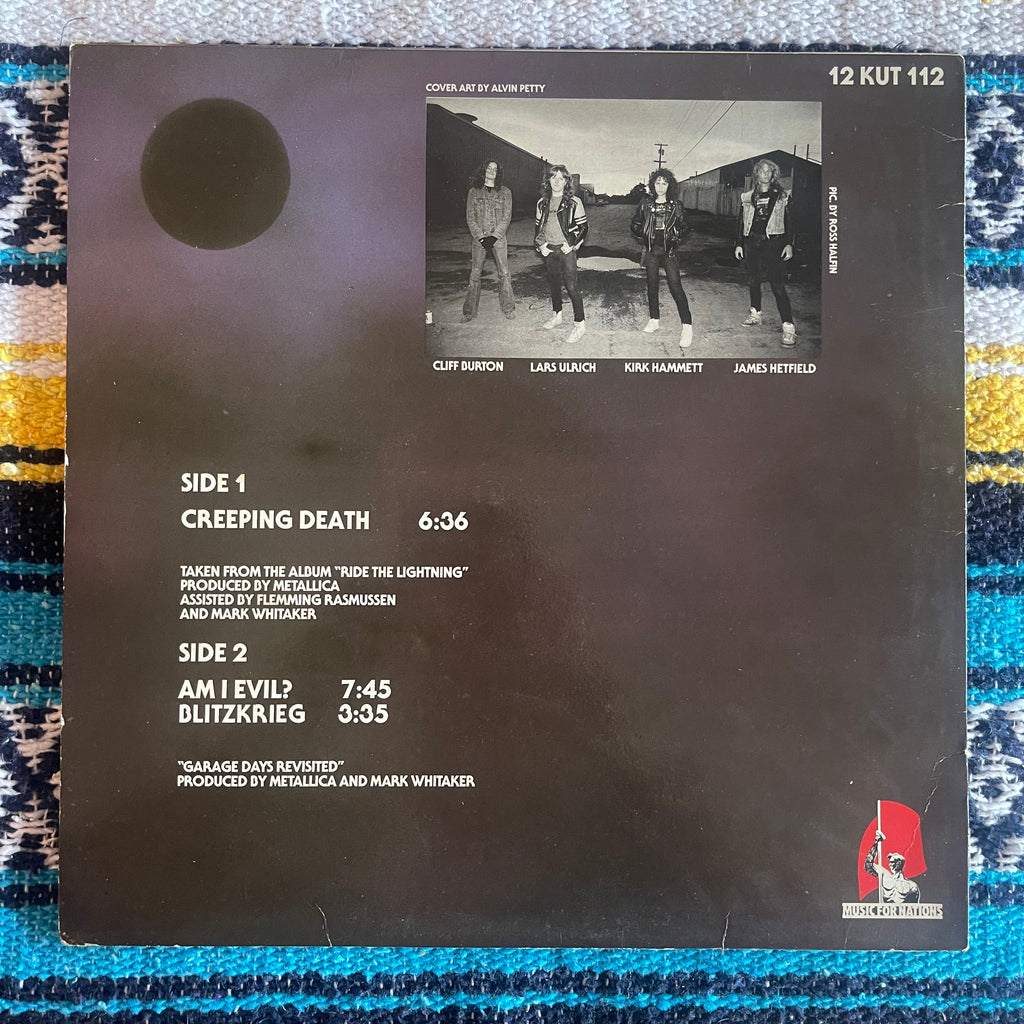 12 KUT 112
COVER ART BY ALVIN PETTY
PIC. BY ROSS HALFIN
CLIFF BURTON LARS ULRICH KIRK HAMMETT JAMES HETFIELD
SIDE 1
CREEPING DEATH 6:36
TAKEN FROM THE ALBUM "RIDE THE LIGHTNING"
PRODUCED BY METALLICA
ASSISTED BY FLEMMING RASMUSSEN
AND MARK WHITAKER
SIDE 2
AM I EVIL? 7:45
BLITZKRIEG 3:35
"GARAGE DAYS REVISITED"
PRODUCED BY METALLICA AND MARK WHITAKER
MUSIC FOR NATIONS